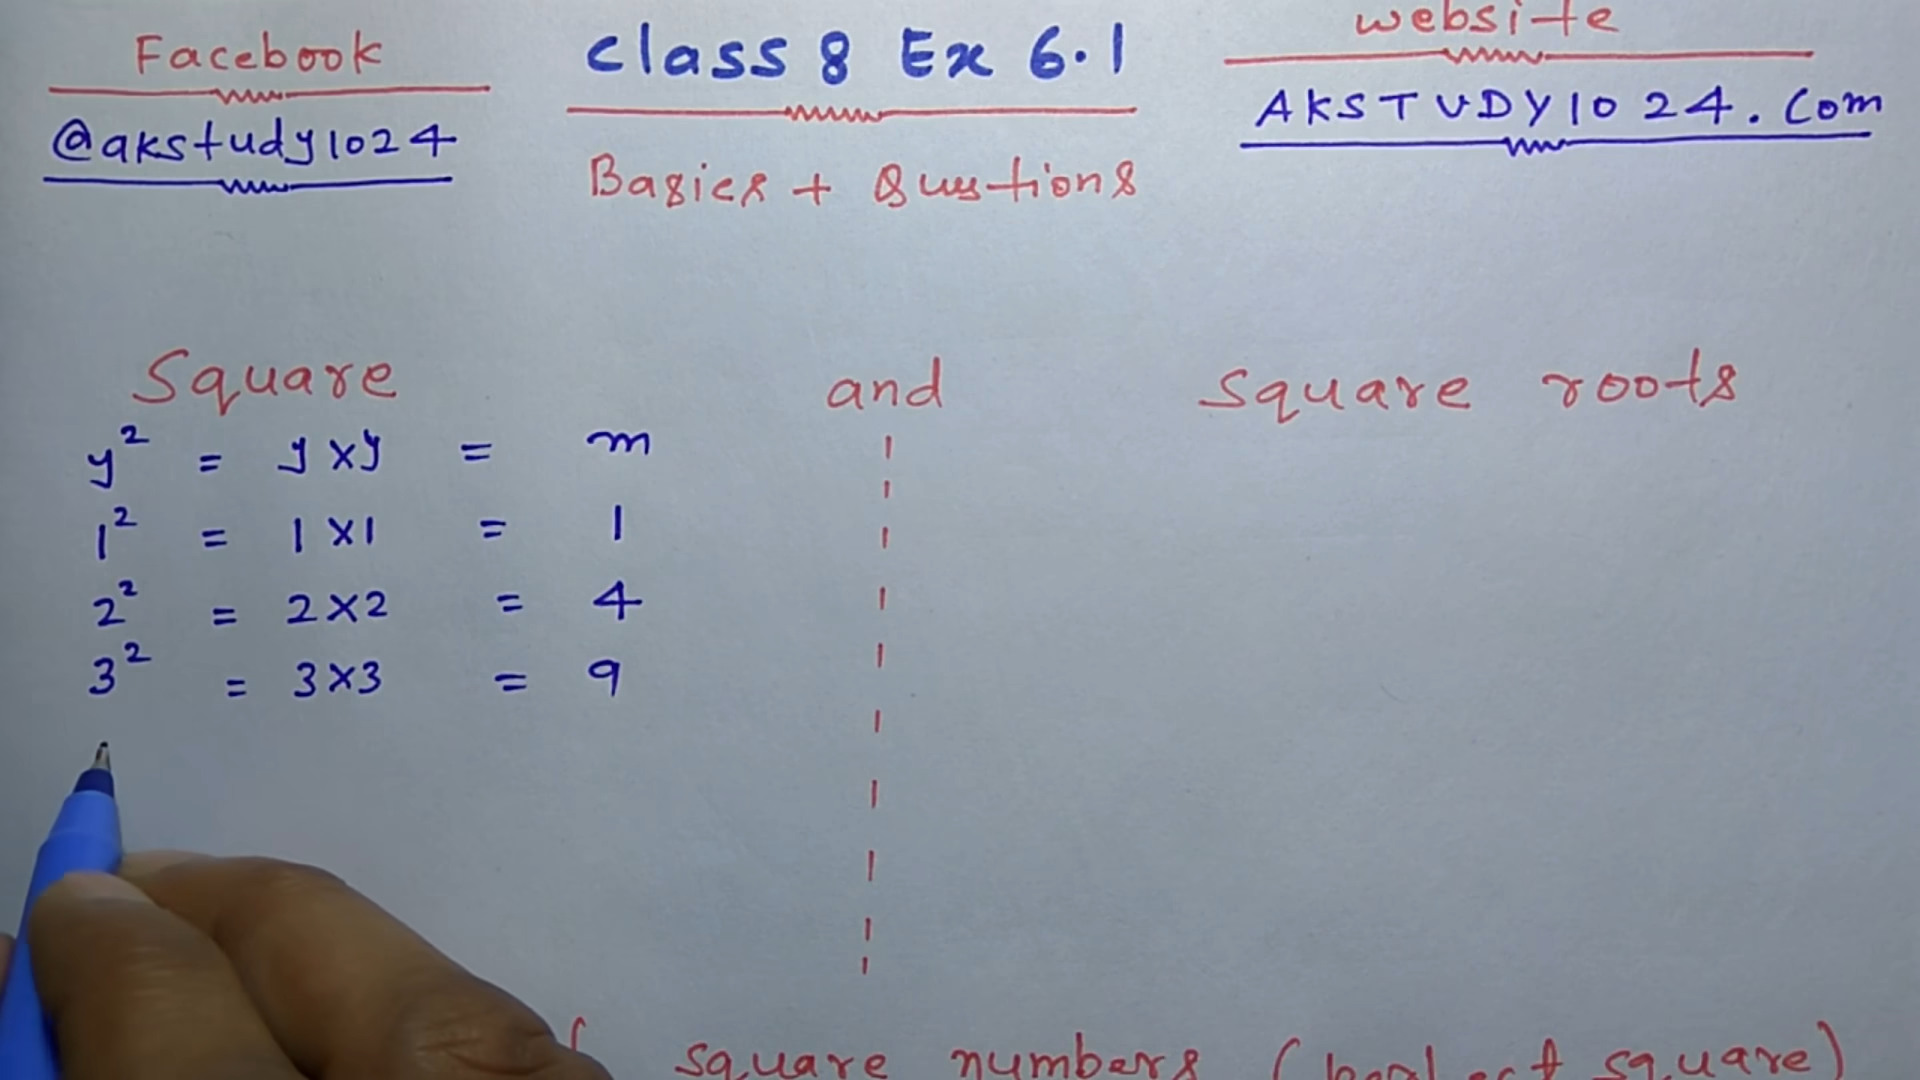 Facebook
@akstudy1024
Class 8 Ex 6.1
Basics + Questions
website
AKSTUDY1024.Com
Square and Square roots
y² = y×y = m
1² = 1×1 = 1
2² = 2×2 = 4
3² = 3×3 = 9
square numbers ( square)